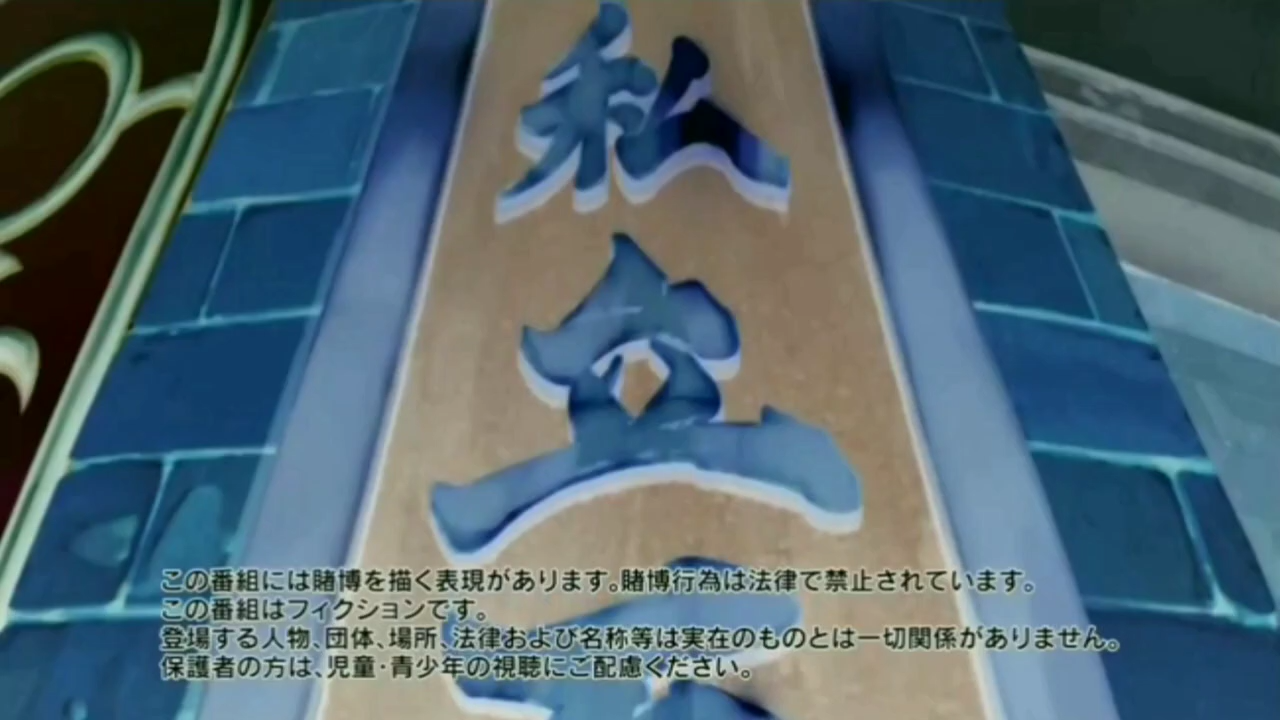 私立
この番組には賭博を描く表現があります。賭博行為は法律で禁止されています。
この番組はフィクションです。
登場する人物、団体、場所、法律および名称等は実在のものとは一切関係がありません。
保護者の方は、児童・青少年の視聴にご配慮ください。